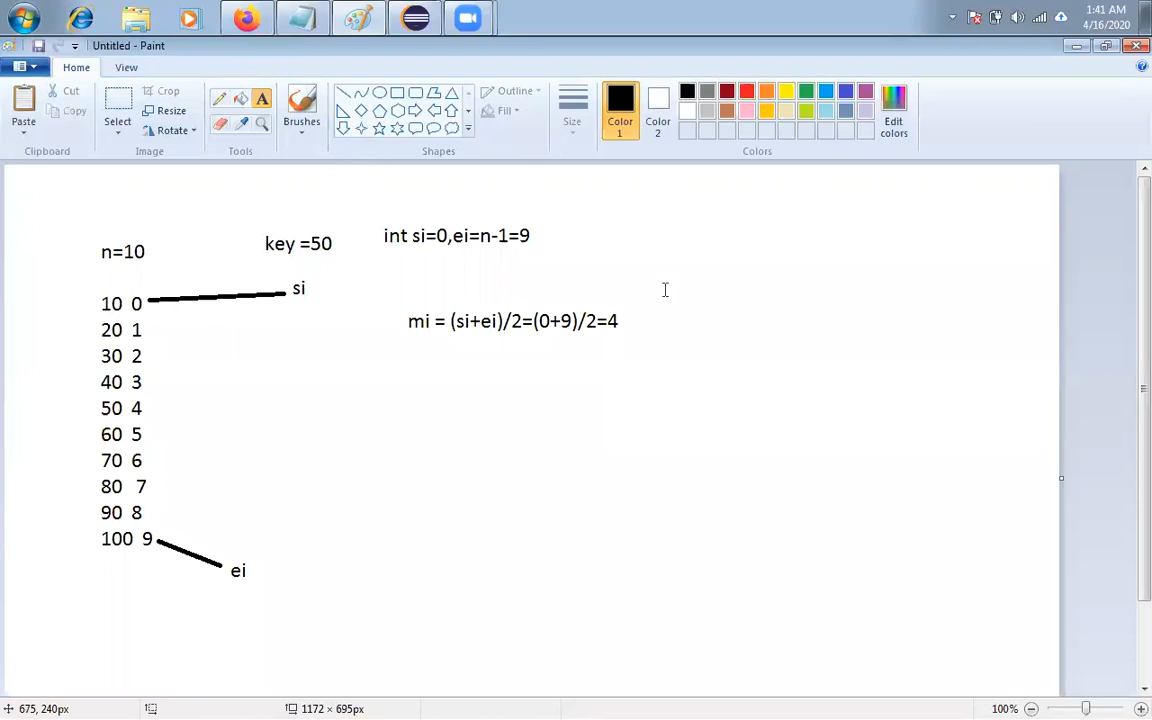 1:41 AM
4/16/2020
Untitled - Paint
Home
View
Cut
Copy
Paste
Clipboard
Crop
Resize
Rotate
Select
Image
A
Tools
Brushes
Outline
Fill
Shapes
Size
Color
1
Color
2
Edit
colors
Colors
n=10
key =50
int si=0,ei=n-1=9
si
10 0
20 1
30 2
40 3
50 4
60 5
70 6
80 7
90 8
100 9
mi = (si+ei)/2=(0+9)/2=4
ei
675, 240px
1172 × 695px
100%